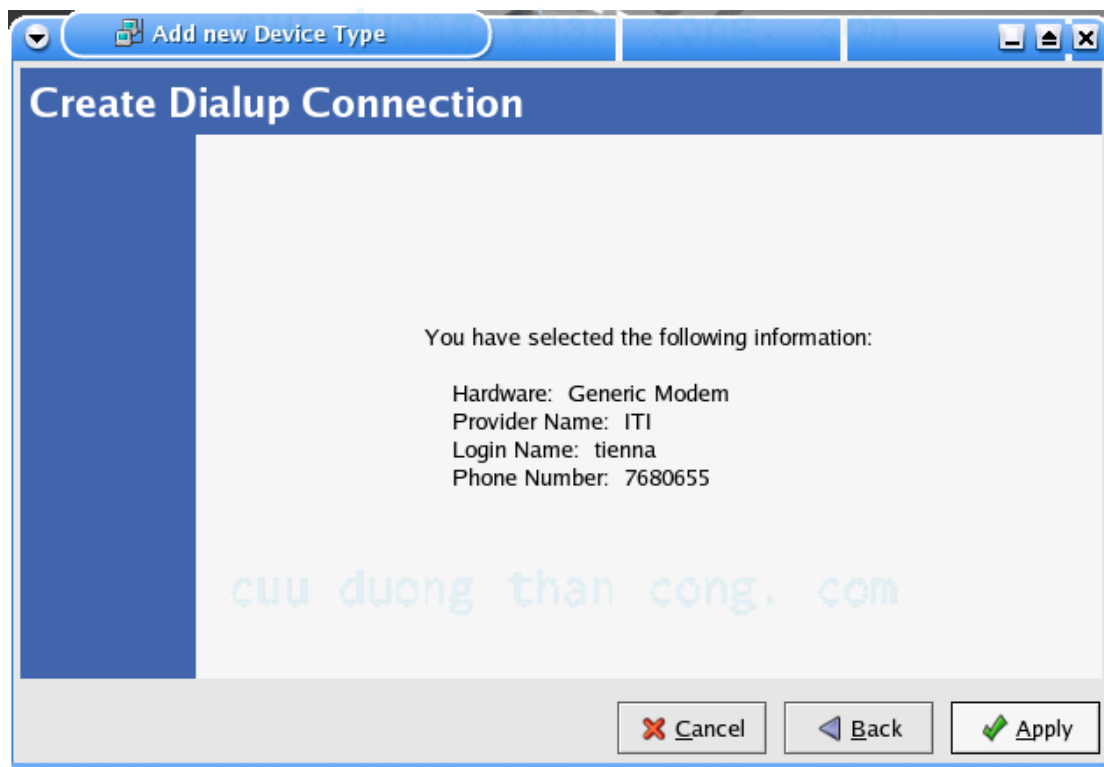 Add new Device Type
Create Dialup Connection
You have selected the following information:
Hardware: Generic Modem
Provider Name: ITI
Login Name: tienna
Phone Number: 7680655
cuu duong than cong. com
Cancel
Back
Apply